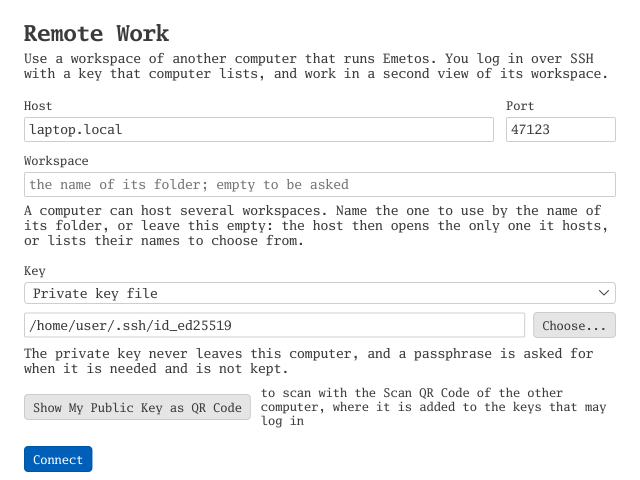 Remote Work
Use a workspace of another computer that runs Emetos. You log in over SSH
with a key that computer lists, and work in a second view of its workspace.
Host
Port
laptop.local
47123
Workspace
the name of its folder; empty to be asked
A computer can host several workspaces. Name the one to use by the name of
its folder, or leave this empty: the host then opens the only one it hosts,
or lists their names to choose from.
Key
Private key file
/home/user/.ssh/id_ed25519
Choose...
The private key never leaves this computer, and a passphrase is asked for
when it is needed and is not kept.
Show My Public Key as QR Code
to scan with the Scan QR Code of the other
computer, where it is added to the keys that may
log in
Connect